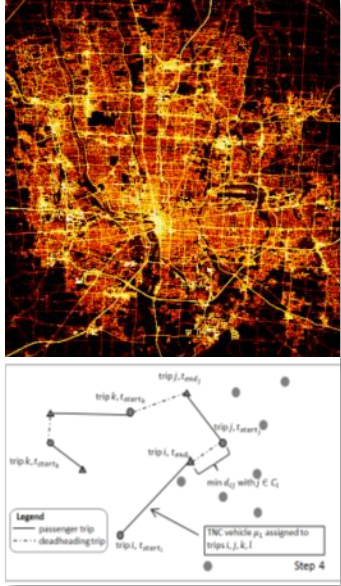 trip j, t_end_j
trip k, t_start_k
trip j, t_start_j
trip i, t_end_i
trip k, t_start_k
min d_ij with j ∈ C_i
Legend
passenger trip
deadheading trip
trip i, t_start_i
TNC vehicle μ_1 assigned to
trips i, j, k, l
Step 4